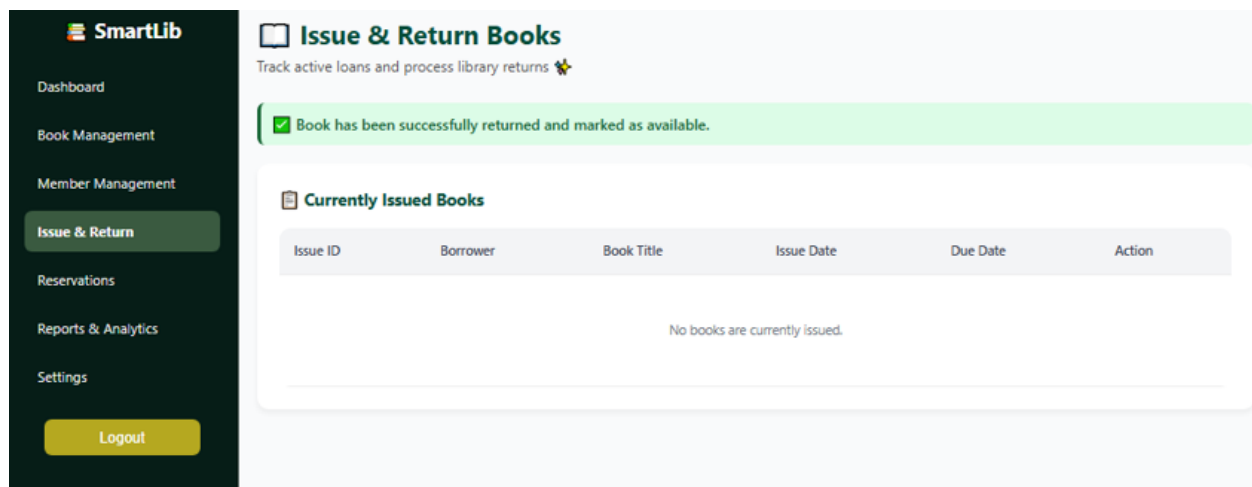 SmartLib
Dashboard
Book Management
Member Management
Issue & Return
Reservations
Reports & Analytics
Settings
Logout
Issue & Return Books
Track active loans and process library returns
Book has been successfully returned and marked as available.
Currently Issued Books
Issue ID Borrower Book Title Issue Date Due Date Action
No books are currently issued.